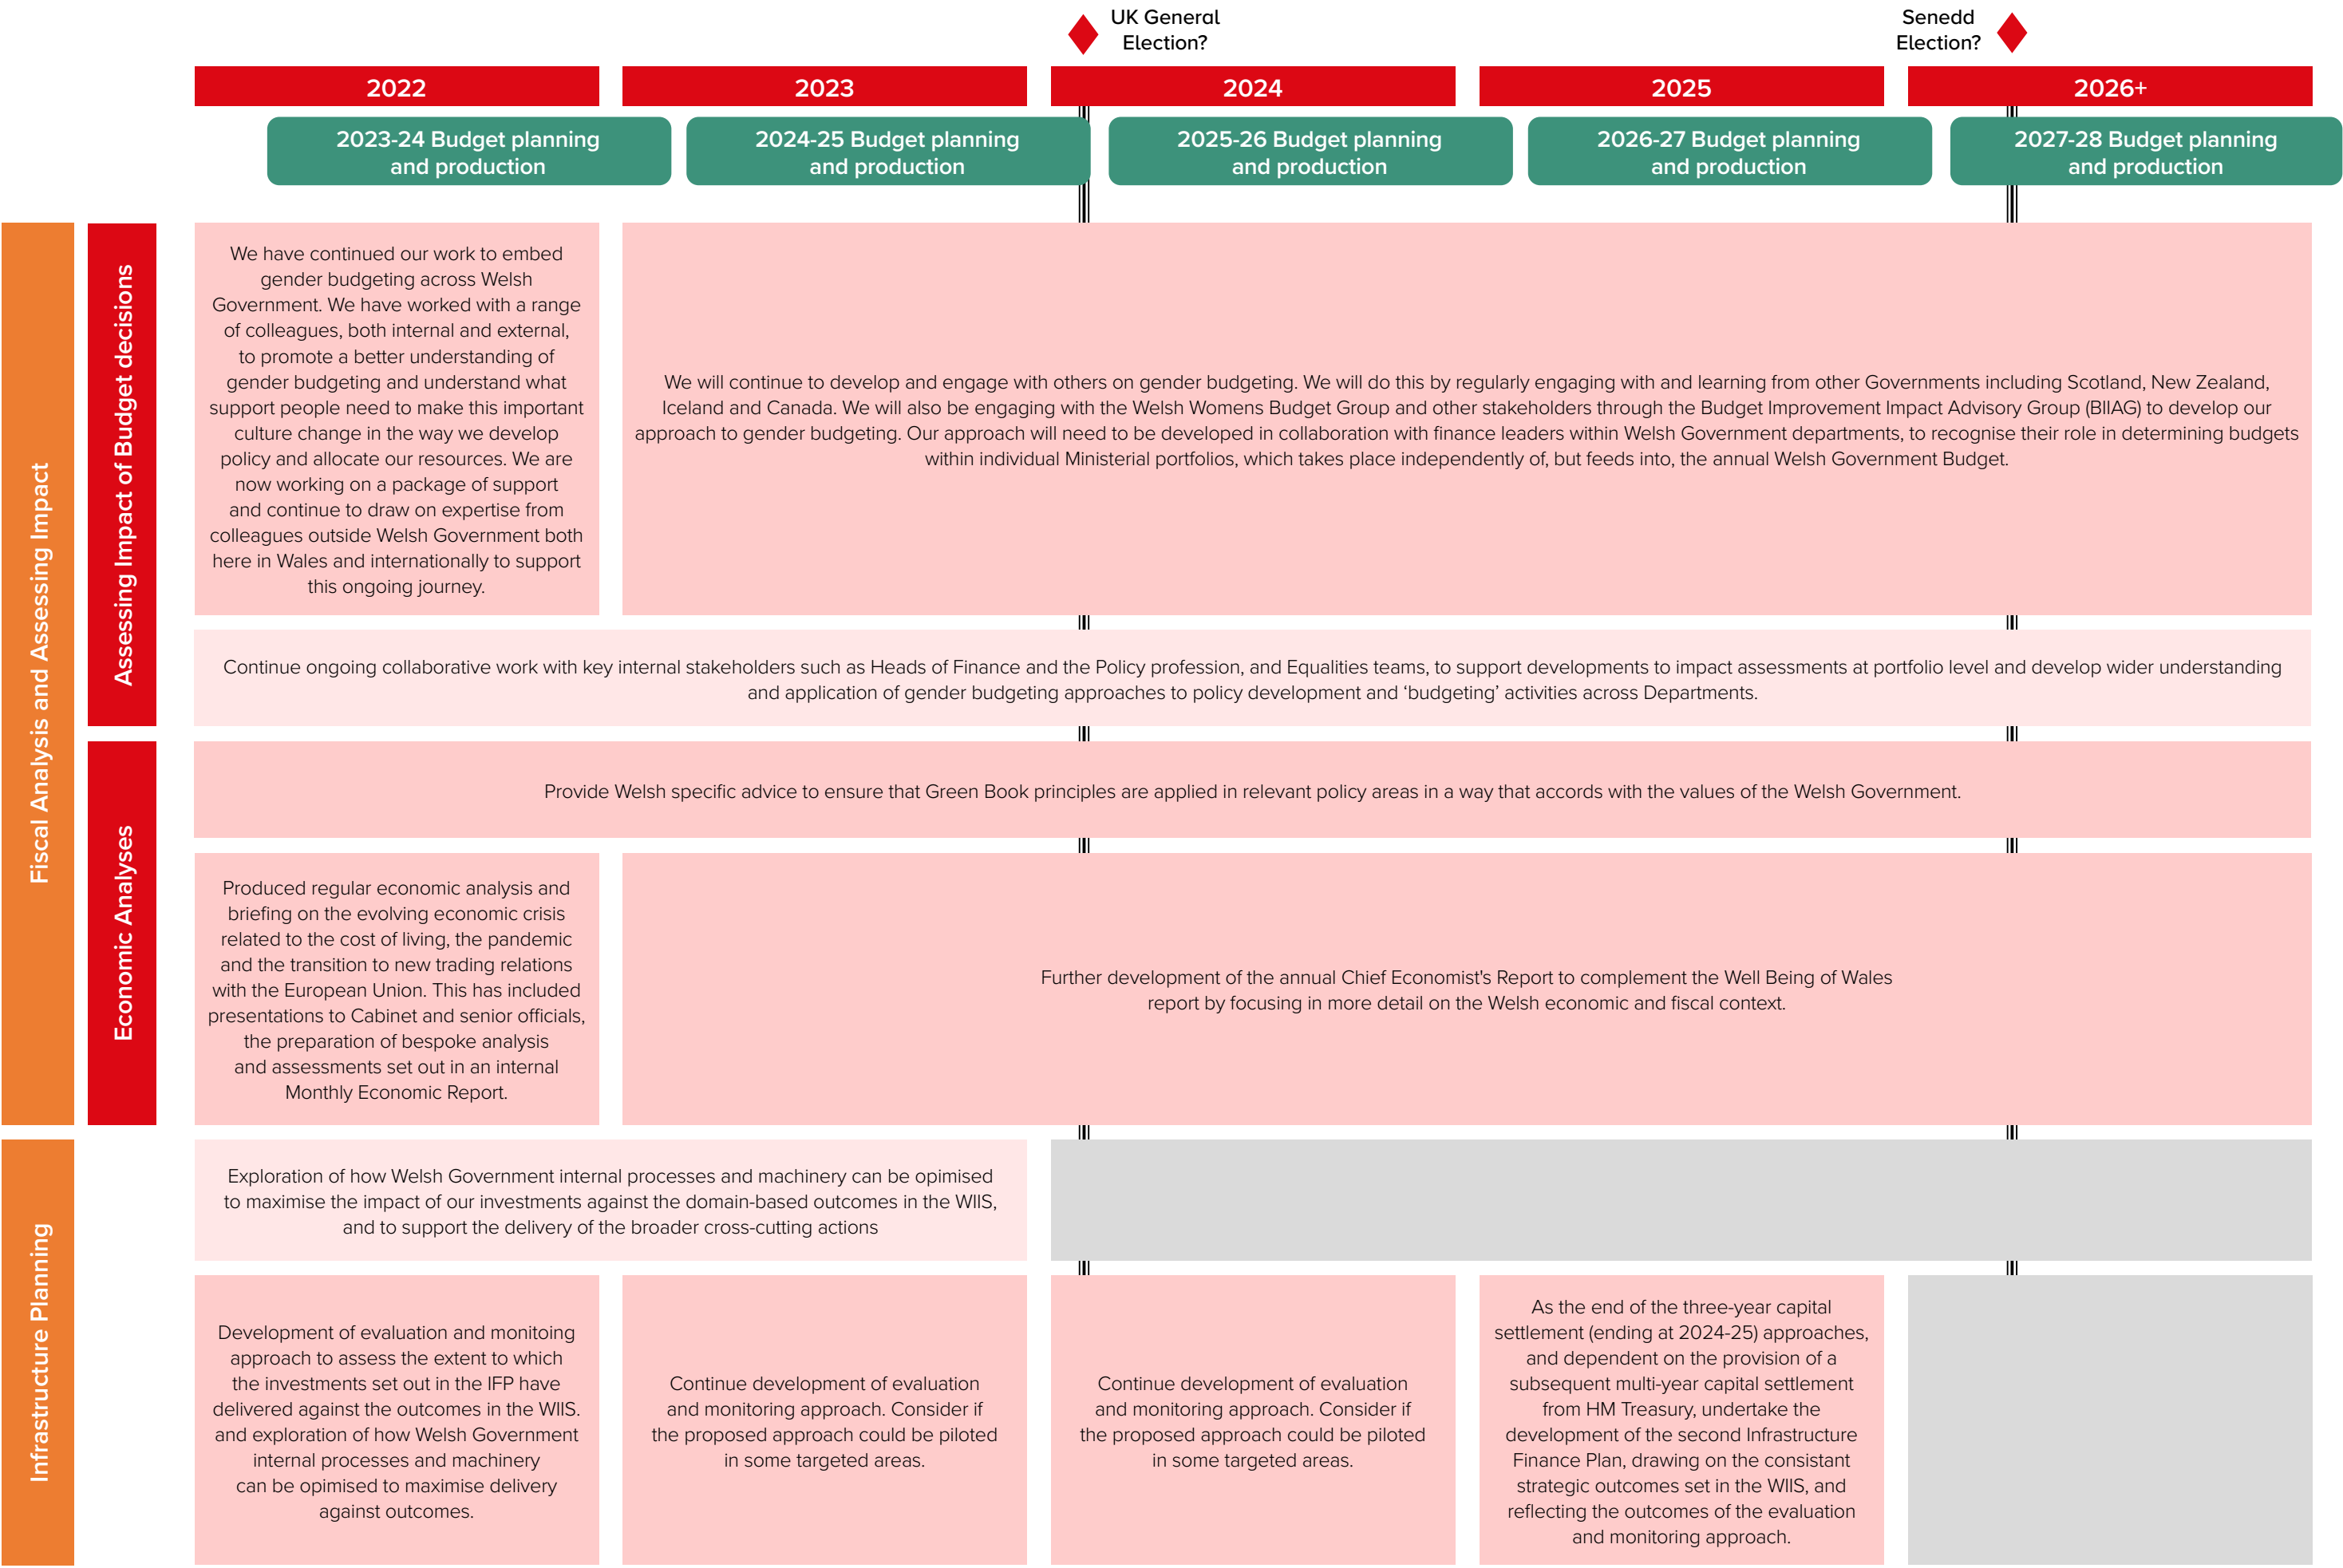 UK General
Election?
Senedd
Election?
2022
2023
2024
2025
2026+
2023-24 Budget planning
and production
2024-25 Budget planning
and production
2025-26 Budget planning
and production
2026-27 Budget planning
and production
2027-28 Budget planning
and production
Fiscal Analysis and Assessing Impact
Assessing Impact of Budget decisions
We have continued our work to embed
gender budgeting across Welsh
Government. We have worked with a range
of colleagues, both internal and external,
to promote a better understanding of
gender budgeting and understand what
support people need to make this important
culture change in the way we develop
policy and allocate our resources. We are
now working on a package of support
and continue to draw on expertise from
colleagues outside Welsh Government both
here in Wales and internationally to support
this ongoing journey.
We will continue to develop and engage with others on gender budgeting. We will do this by regularly engaging with and learning from other Governments including Scotland, New Zealand,
Iceland and Canada. We will also be engaging with the Welsh Womens Budget Group and other stakeholders through the Budget Improvement Impact Advisory Group (BIIAG) to develop our
approach to gender budgeting. Our approach will need to be developed in collaboration with finance leaders within Welsh Government departments, to recognise their role in determining budgets
within individual Ministerial portfolios, which takes place independently of, but feeds into, the annual Welsh Government Budget.
Continue ongoing collaborative work with key internal stakeholders such as Heads of Finance and the Policy profession, and Equalities teams, to support developments to impact assessments at portfolio level and develop wider understanding
and application of gender budgeting approaches to policy development and ‘budgeting’ activities across Departments.
Economic Analyses
Provide Welsh specific advice to ensure that Green Book principles are applied in relevant policy areas in a way that accords with the values of the Welsh Government.
Produced regular economic analysis and
briefing on the evolving economic crisis
related to the cost of living, the pandemic
and the transition to new trading relations
with the European Union. This has included
presentations to Cabinet and senior officials,
the preparation of bespoke analysis
and assessments set out in an internal
Monthly Economic Report.
Further development of the annual Chief Economist's Report to complement the Well Being of Wales
report by focusing in more detail on the Welsh economic and fiscal context.
Infrastructure Planning
Exploration of how Welsh Government internal processes and machinery can be opimised
to maximise the impact of our investments against the domain-based outcomes in the WIIS,
and to support the delivery of the broader cross-cutting actions
Development of evaluation and monitoing
approach to assess the extent to which
the investments set out in the IFP have
delivered against the outcomes in the WIIS.
and exploration of how Welsh Government
internal processes and machinery
can be opimised to maximise delivery
against outcomes.
Continue development of evaluation
and monitoring approach. Consider if
the proposed approach could be piloted
in some targeted areas.
Continue development of evaluation
and monitoring approach. Consider if
the proposed approach could be piloted
in some targeted areas.
As the end of the three-year capital
settlement (ending at 2024-25) approaches,
and dependent on the provision of a
subsequent multi-year capital settlement
from HM Treasury, undertake the
development of the second Infrastructure
Finance Plan, drawing on the consistant
strategic outcomes set in the WIIS, and
reflecting the outcomes of the evaluation
and monitoring approach.